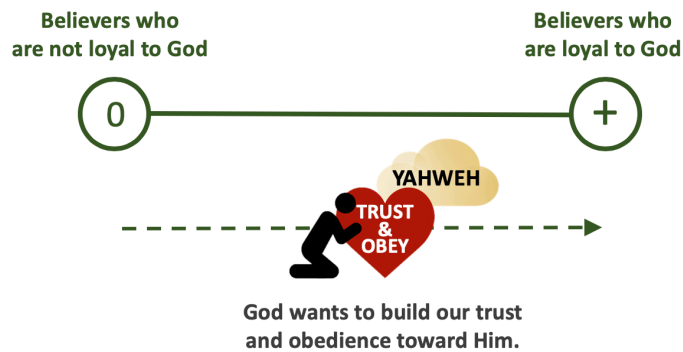 Believers who
are not loyal to God
Believers who
are loyal to God
0
+
YAHWEH
TRUST
&
OBEY
God wants to build our trust
and obedience toward Him.